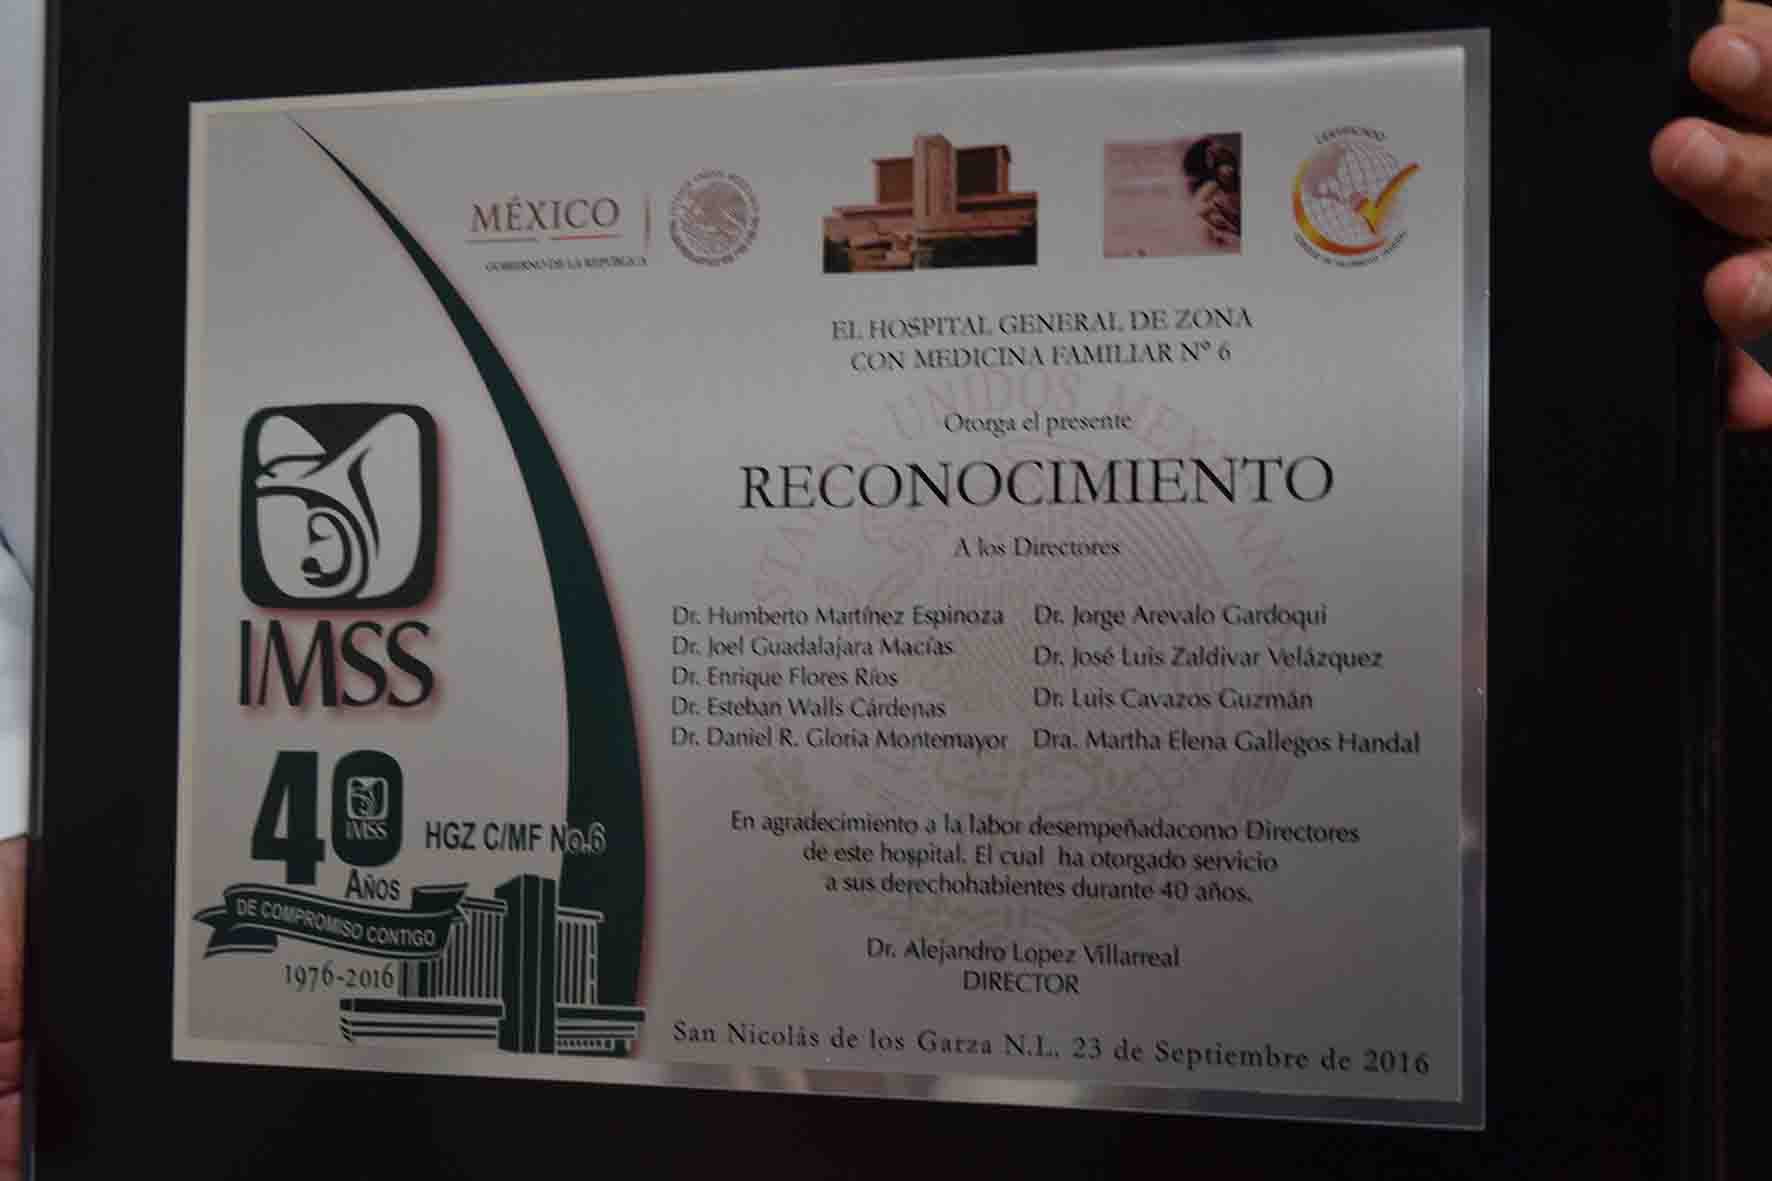 MÉXICO
GOBIERNO DE LA REPÚBLICA
CERTIFICADO
EL HOSPITAL GENERAL DE ZONA
CON MEDICINA FAMILIAR Nº 6
ESTADOS UNIDOS MEXICANOS
Otorga el presente
RECONOCIMIENTO
A los Directores
Dr. Humberto Martínez Espinoza
Dr. Joel Guadalajara Macías
Dr. Enrique Flores Ríos
Dr. Esteban Walls Cárdenas
Dr. Daniel R. Gloria Montemayor
Dr. Jorge Arevalo Gardoqui
Dr. José Luis Zaldivar Velázquez
Dr. Luis Cavazos Guzmán
Dra. Martha Elena Gallegos Handal
En agradecimiento a la labor desempeñadacomo Directores
de este hospital. El cual ha otorgado servicio
a sus derechohabientes durante 40 años.
Dr. Alejandro Lopez Villarreal
DIRECTOR
San Nicolás de los Garza N.L. 23 de Septiembre de 2016
IMSS
40
IMSS
AÑOS
HGZ C/MF No.6
DE COMPROMISO CONTIGO
1976-2016